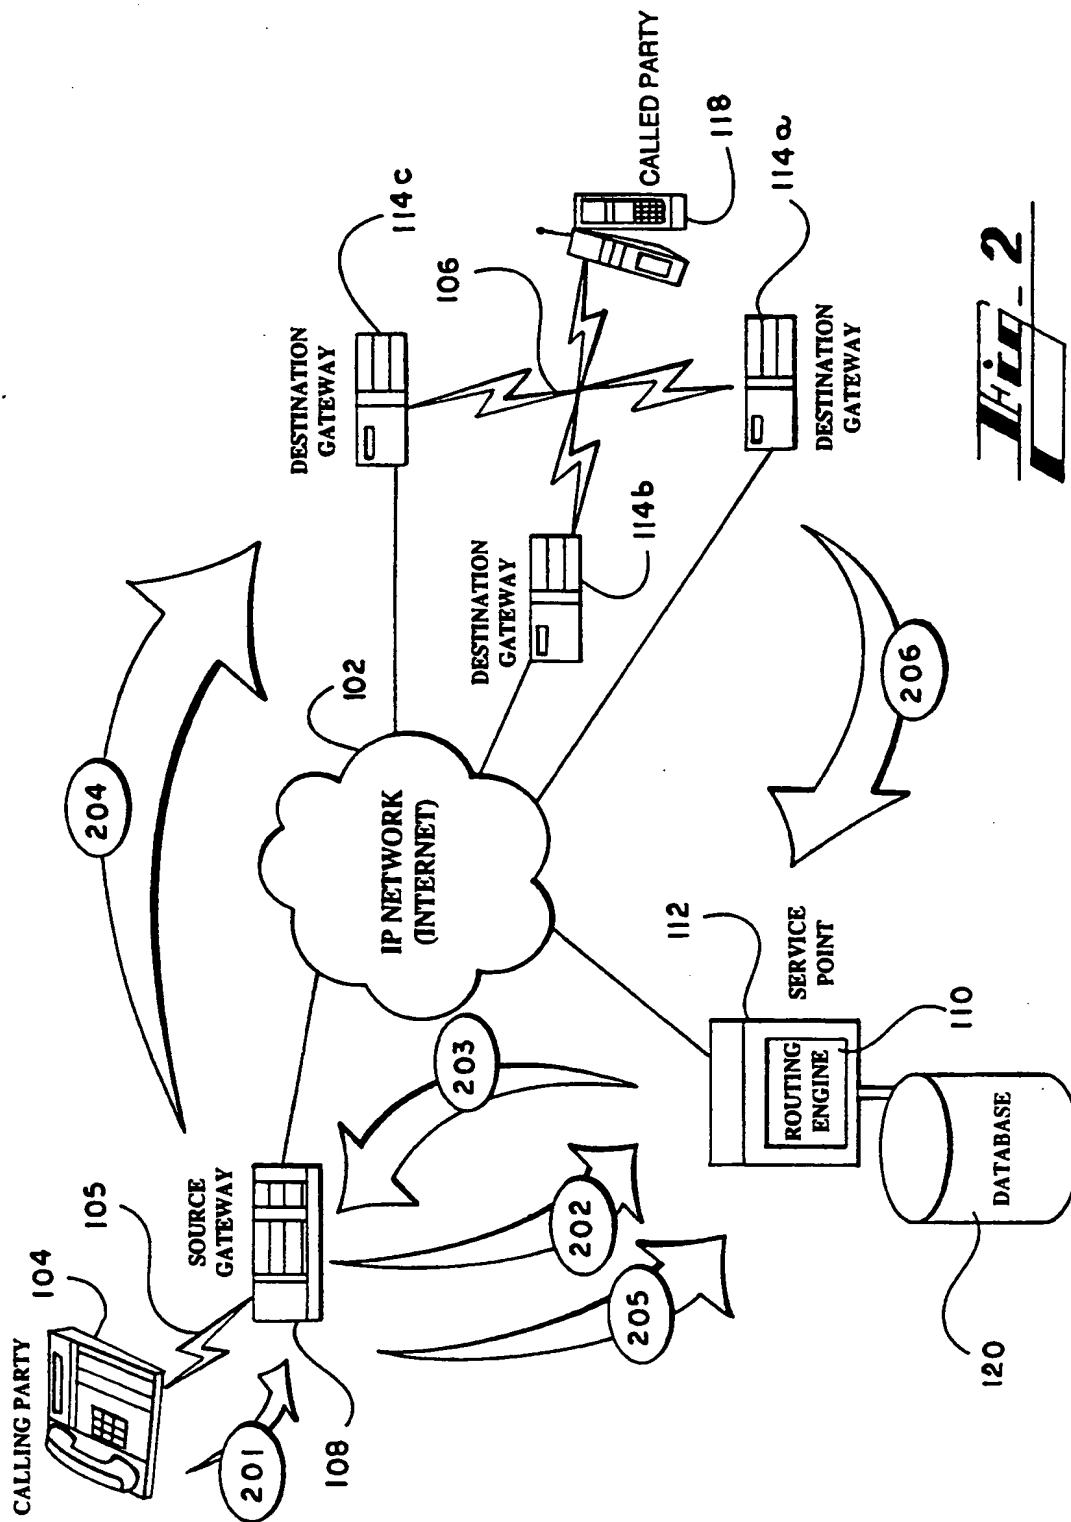 CALLING PARTY
104
105
201
108
SOURCE
GATEWAY
204
203
202
205
102
IP NETWORK
(INTERNET)
DESTINATION
GATEWAY
114c
106
DESTINATION
GATEWAY
114b
CALLED PARTY
118
114a
DESTINATION
GATEWAY
206
112
SERVICE
POINT
ROUTING
ENGINE
110
DATABASE
120
Fig. 2